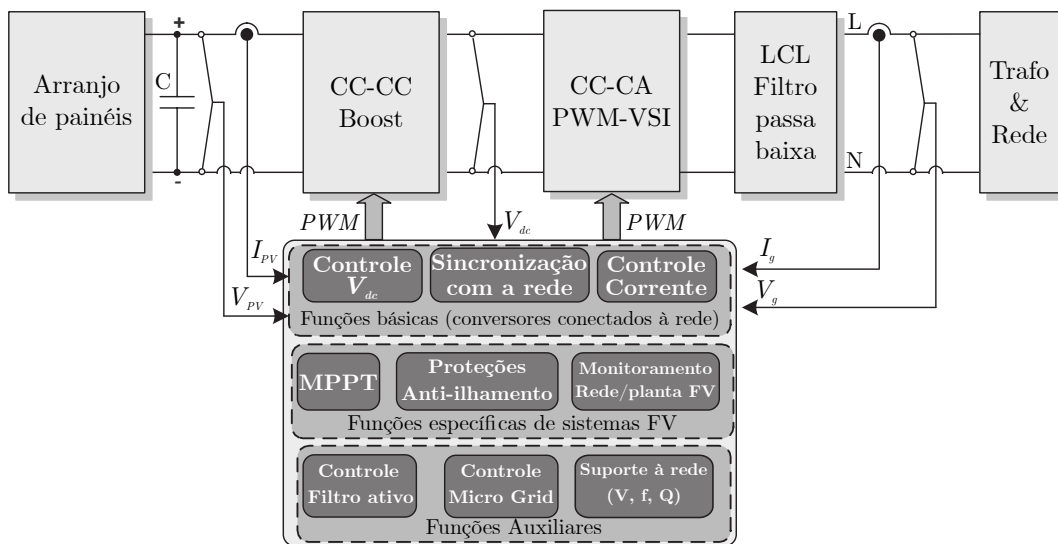 +
-
Arranjo
de painéis
C
CC-CC
Boost
CC-CA
PWM-VSI
LCL
Filtro
passa
baixa
L
N
Trafo
&
Rede
PWM
V_dc
PWM
I_PV
V_PV
I_g
V_g
Controle
V_dc
Sincronização
com a rede
Controle
Corrente
Funções básicas (conversores conectados à rede)
MPPT
Proteções
Anti-ilhamento
Monitoramento
Rede/planta FV
Funções específicas de sistemas FV
Controle
Filtro ativo
Controle
Micro Grid
Suporte à rede
(V, f, Q)
Funções Auxiliares